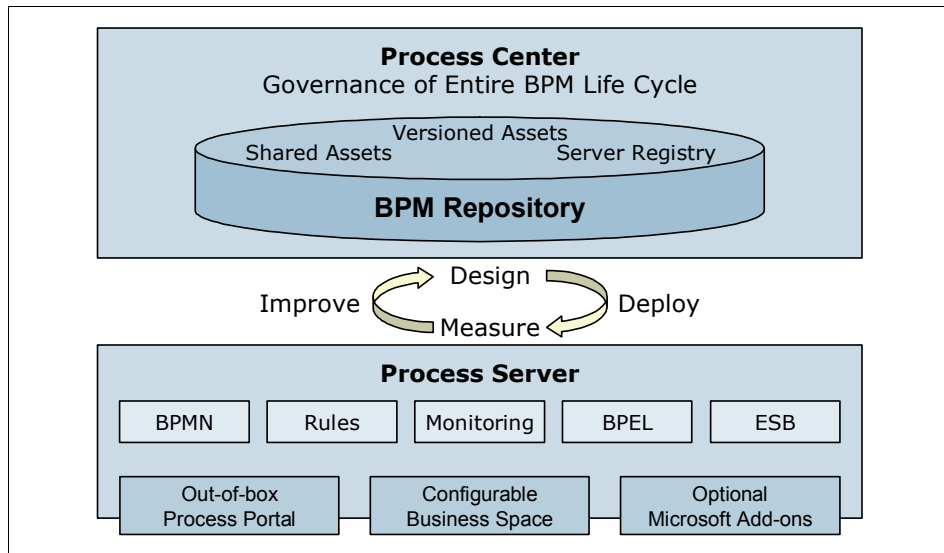 Process Center
Governance of Entire BPM Life Cycle
Versioned Assets
Shared Assets
Server Registry
BPM Repository
Design
Improve
Deploy
Measure
Process Server
BPMN
Rules
Monitoring
BPEL
ESB
Out-of-box
Process Portal
Configurable
Business Space
Optional
Microsoft Add-ons